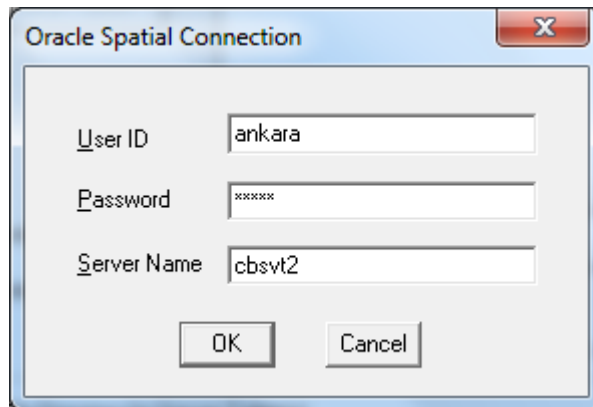 Oracle Spatial Connection
User ID ankara
Password *****
Server Name cbsvt2
OK Cancel